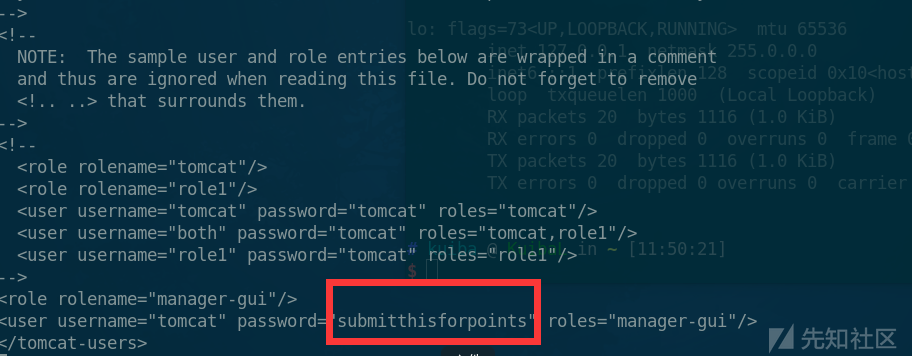 -->
<!--
NOTE:  The sample user and role entries below are wrapped in a comment
and thus are ignored when reading this file. Do not forget to remove
<!.. ..> that surrounds them.
-->
<!--
<role rolename="tomcat"/>
<role rolename="role1"/>
<user username="tomcat" password="tomcat" roles="tomcat"/>
<user username="both" password="tomcat" roles="tomcat,role1"/>
<user username="role1" password="tomcat" roles="role1"/>
-->
<role rolename="manager-gui"/>
<user username="tomcat" password="submitthisforpoints" roles="manager-gui"/>
</tomcat-users>
lo: flags=73<UP,LOOPBACK,RUNNING>  mtu 65536
inet 127.0.0.1  netmask 255.0.0.0
inet6 prefixlen 128  scopeid 0x10<host
loop  txqueuelen 1000  (Local Loopback)
RX packets 20  bytes 1116 (1.0 KiB)
RX errors 0  dropped 0  overruns 0  frame 0
TX packets 20  bytes 1116 (1.0 KiB)
TX errors 0  dropped 0 overruns 0  carrier
# @ in ~ [11:50:21]
$
先知社区